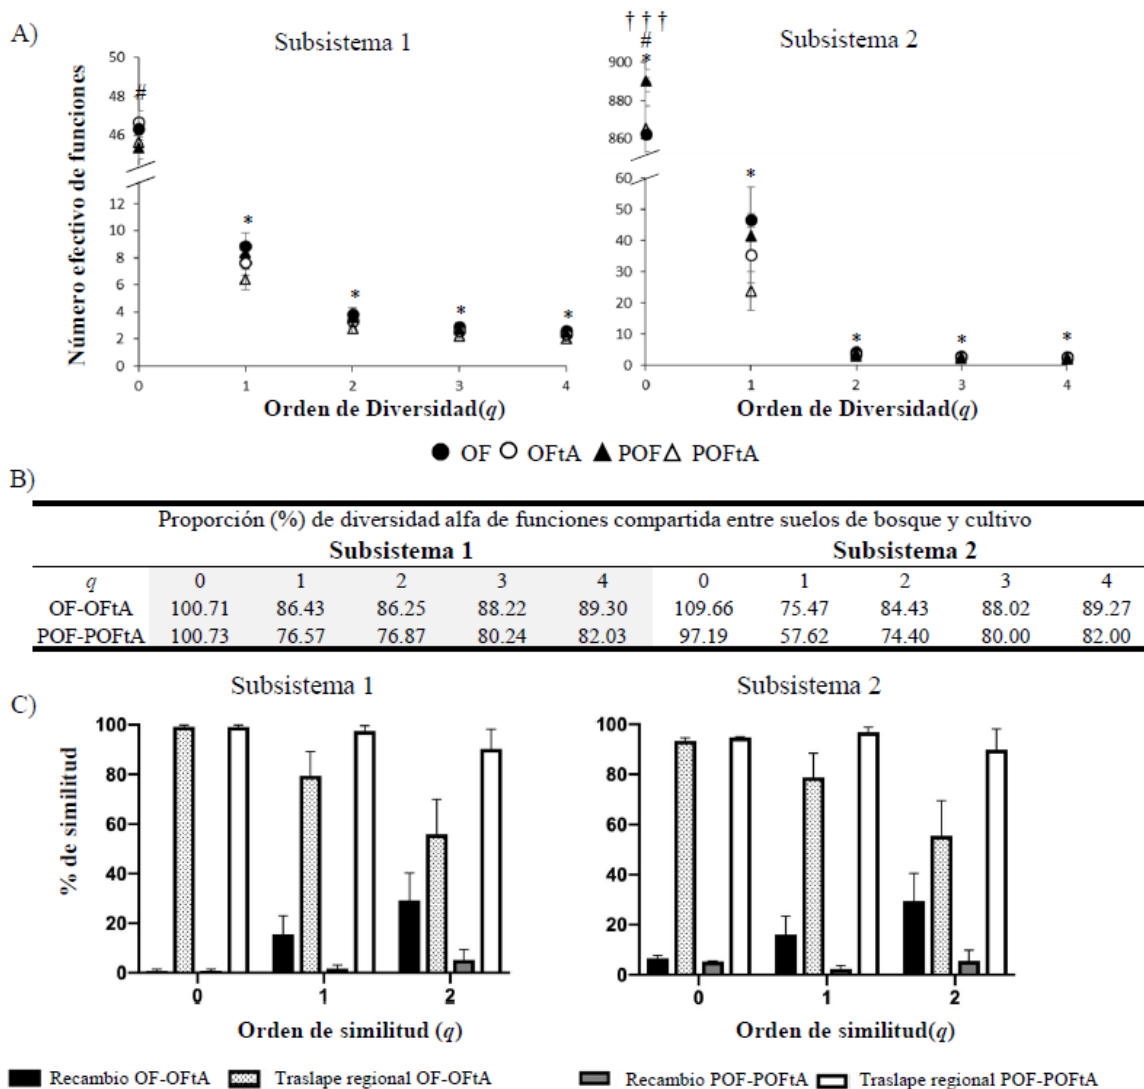 A)
Subsistema 1
Subsistema 2
Número efectivo de funciones
50
48
46
12
10
8
6
4
2
0
#
*
*
*
*
0 1 2 3 4
Orden de Diversidad(q)
† † †
#
*
900
880
860
60
50
40
30
20
10
0
*
*
*
*
0 1 2 3 4
Orden de Diversidad(q)
● OF ○ OFtA ▲ POF △ POFtA
B)
Proporción (%) de diversidad alfa de funciones compartida entre suelos de bosque y cultivo
Subsistema 1 Subsistema 2
q 0 1 2 3 4 0 1 2 3 4
OF-OFtA 100.71 86.43 86.25 88.22 89.30 109.66 75.47 84.43 88.02 89.27
POF-POFtA 100.73 76.57 76.87 80.24 82.03 97.19 57.62 74.40 80.00 82.00
C)
Subsistema 1
Subsistema 2
% de similitud
100
80
60
40
20
0
0 1 2
Orden de similitud (q)
100
80
60
40
20
0
0 1 2
Orden de similitud(q)
Recambio OF-OFtA Traslape regional OF-OFtA Recambio POF-POFtA Traslape regional POF-POFtA